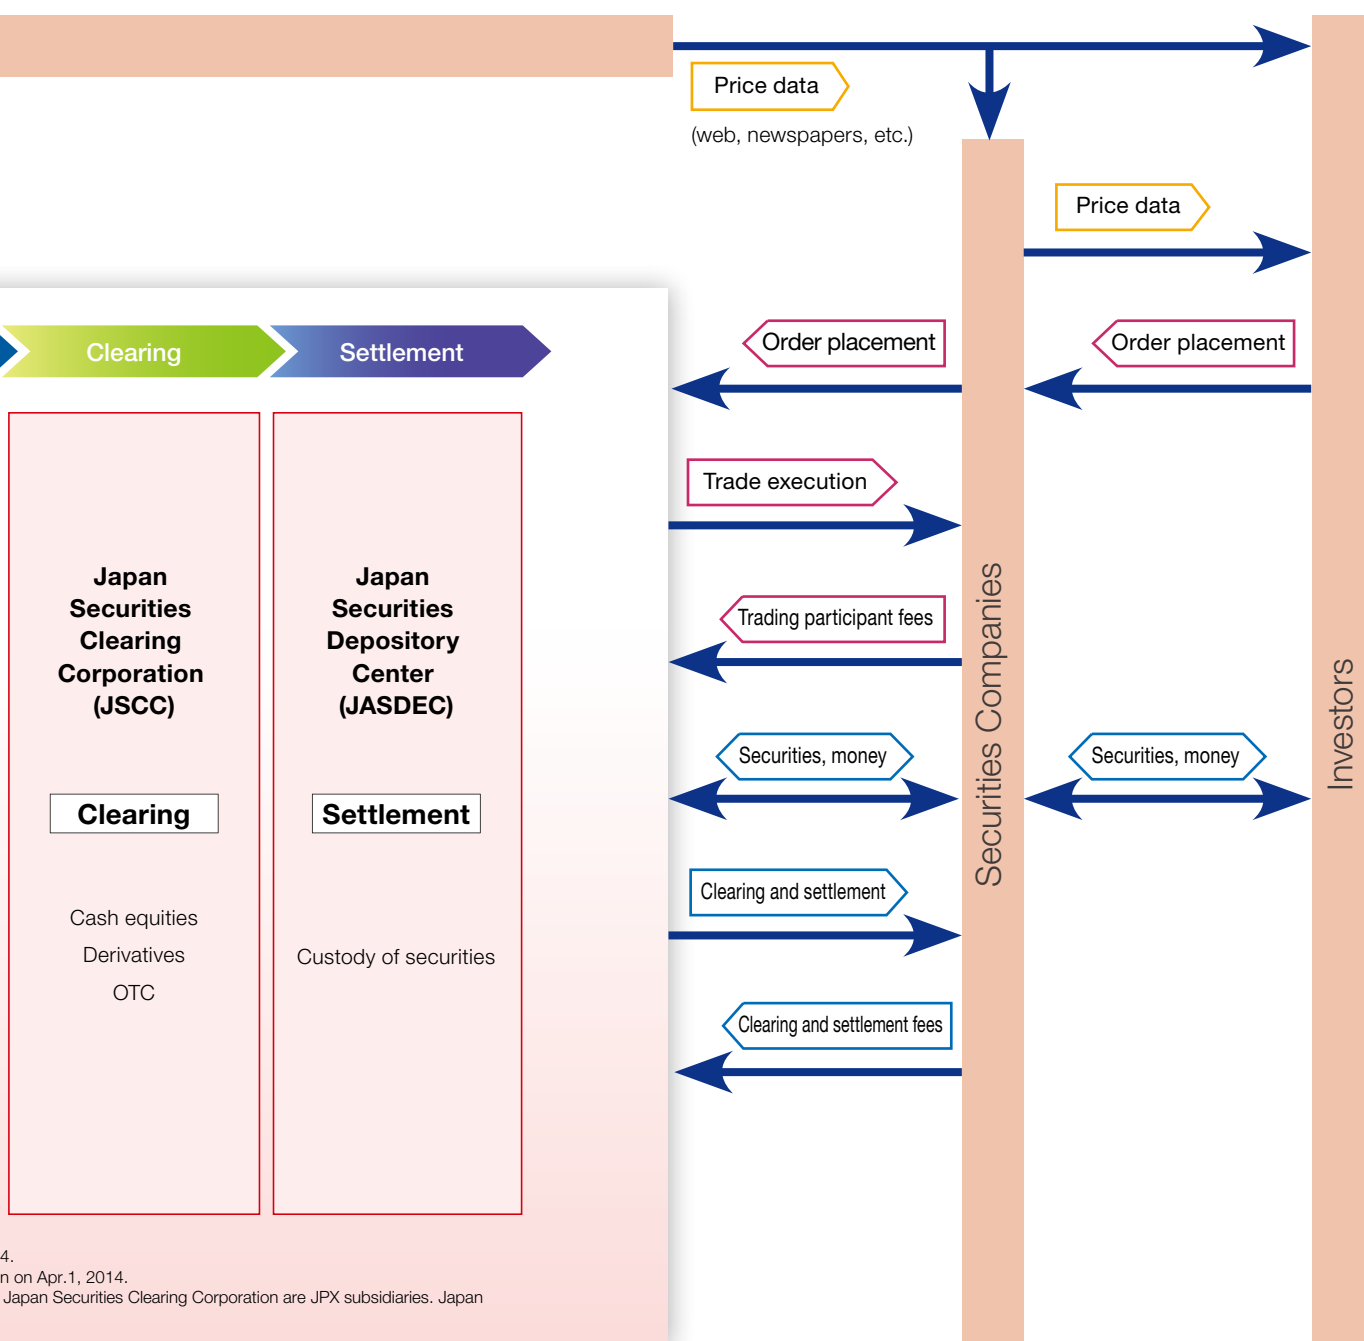 Price data
(web, newspapers, etc.)
Price data
Clearing
Settlement
Order placement
Order placement
Trade execution
Japan
Securities
Clearing
Corporation
(JSCC)
Japan
Securities
Depository
Center
(JASDEC)
Trading participant fees
Securities Companies
Investors
Securities, money
Securities, money
Clearing
Settlement
Clearing and settlement
Cash equities
Derivatives
OTC
Custody of securities
Clearing and settlement fees
4.
n on Apr.1, 2014.
Japan Securities Clearing Corporation are JPX subsidiaries. Japan